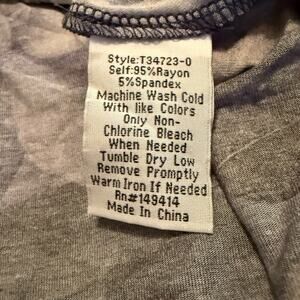 Style:T34723-0
Self:95%Rayon
5%Spandex
Machine Wash Cold
With like Colors
Only Non-
Chlorine Bleach
When Needed
Tumble Dry Low
Remove Promptly
Warm Iron If Needed
Rn#149414
Made In China